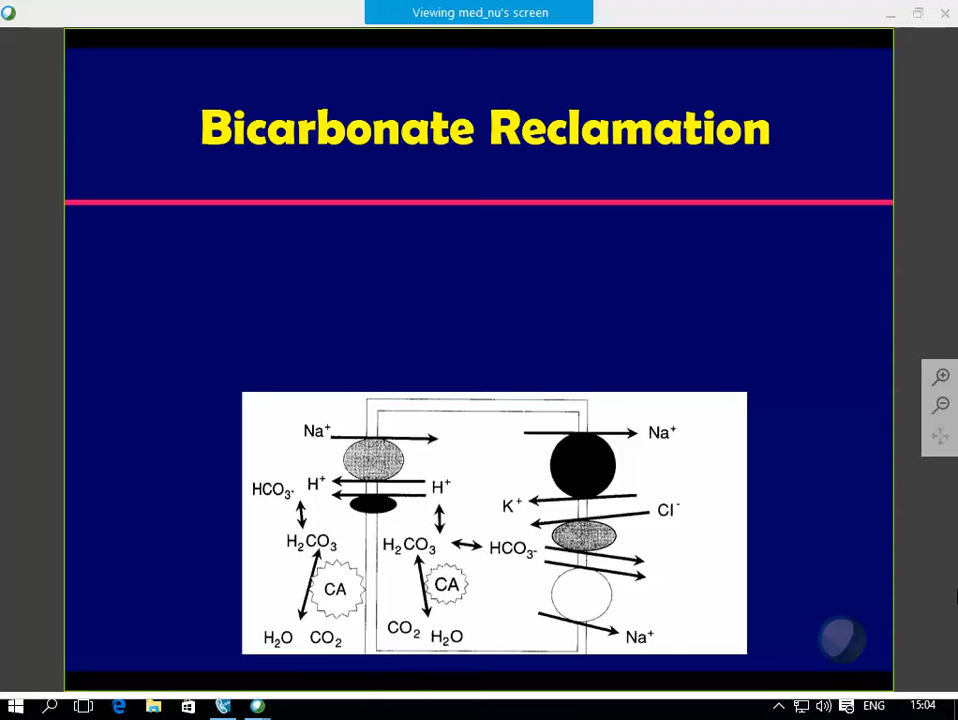 Viewing med_nu's screen
Bicarbonate Reclamation
Na⁺ Na⁺
HCO₃- H⁺ H⁺ K⁺ Cl⁻
H₂CO₃ H₂CO₃ HCO₃-
CA CA
H₂O CO₂ CO₂ H₂O Na⁺
ENG 15:04